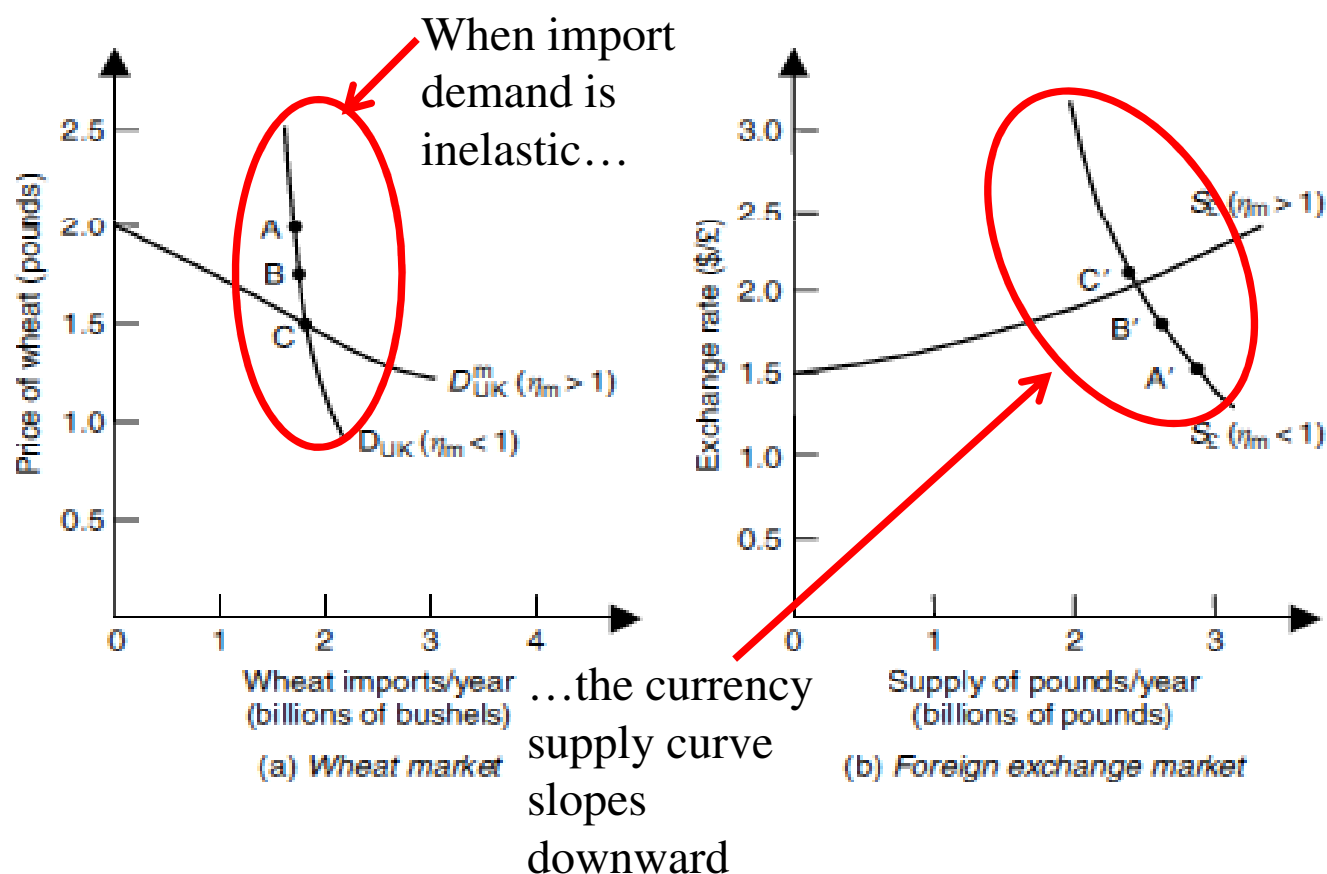 When import
demand is
inelastic…
Price of wheat (pounds)
2.5
2.0
1.5
1.0
0.5
A
B
C
D^m_UK (η_m > 1)
D_UK (η_m < 1)
0 1 2 3 4
Wheat imports/year
(billions of bushels)
(a) Wheat market
Exchange rate ($/£)
3.0
2.5
2.0
1.5
1.0
0.5
S_£ (η_m > 1)
C′
B′
A′
S_£ (η_m < 1)
0 1 2 3
Supply of pounds/year
(billions of pounds)
(b) Foreign exchange market
…the currency
supply curve
slopes
downward